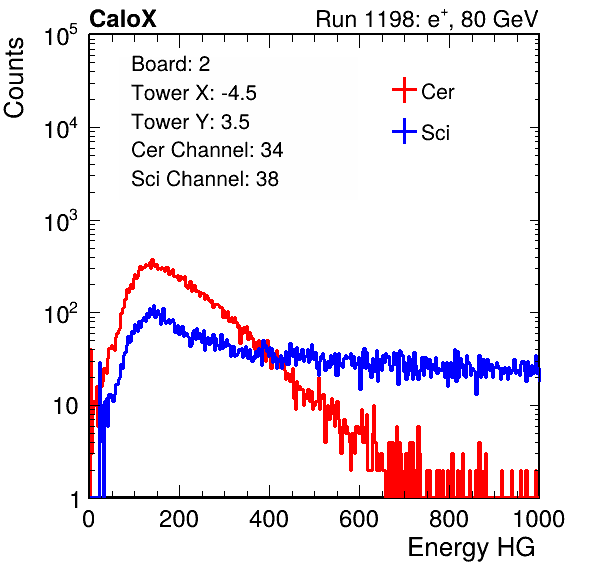 CaloX Run 1198: e⁺, 80 GeV
Counts
Board: 2
Tower X: -4.5
Tower Y: 3.5
Cer Channel: 34
Sci Channel: 38
Cer
Sci
10⁵
10⁴
10³
10²
10
1
0 200 400 600 800 1000
Energy HG